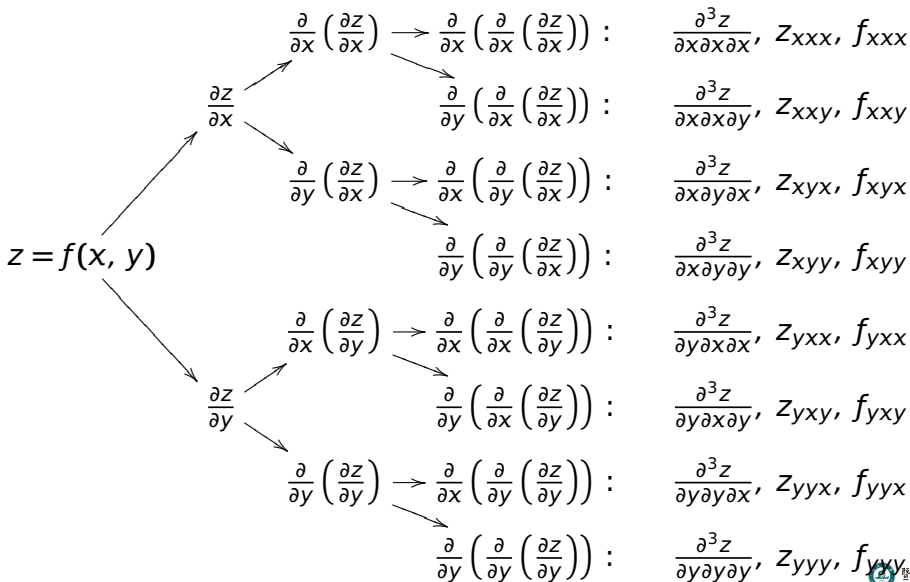 ∂/∂x (∂z/∂x) → ∂/∂x (∂/∂x (∂z/∂x)) : ∂³z/∂x∂x∂x, z_xxx, f_xxx
∂z/∂x
∂/∂y (∂/∂x (∂z/∂x)) : ∂³z/∂x∂x∂y, z_xxy, f_xxy
∂/∂y (∂z/∂x) → ∂/∂x (∂/∂y (∂z/∂x)) : ∂³z/∂x∂y∂x, z_xyx, f_xyx
z = f(x, y)
∂/∂y (∂/∂y (∂z/∂x)) : ∂³z/∂x∂y∂y, z_xyy, f_xyy
∂/∂x (∂z/∂y) → ∂/∂x (∂/∂x (∂z/∂y)) : ∂³z/∂y∂x∂x, z_yxx, f_yxx
∂z/∂y
∂/∂y (∂/∂x (∂z/∂y)) : ∂³z/∂y∂x∂y, z_yxy, f_yxy
∂/∂y (∂z/∂y) → ∂/∂x (∂/∂y (∂z/∂y)) : ∂³z/∂y∂y∂x, z_yyx, f_yyx
∂/∂y (∂/∂y (∂z/∂y)) : ∂³z/∂y∂y∂y, z_yyy, f_yyy